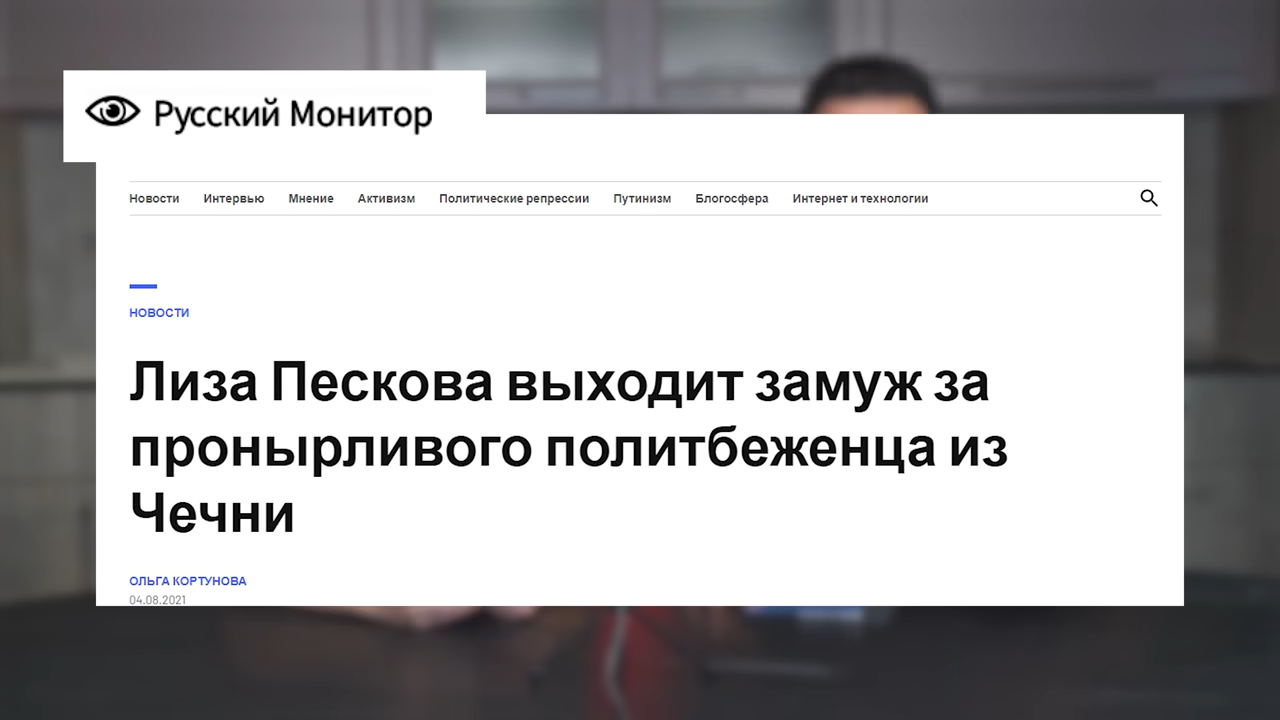 Русский Монитор
Новости Интервью Мнение Активизм Политические репрессии Путинизм Блогосфера Интернет и технологии
НОВОСТИ
Лиза Пескова выходит замуж за
пронырливого политбеженца из
Чечни
ОЛЬГА КОРТУНОВА
04.08.2021